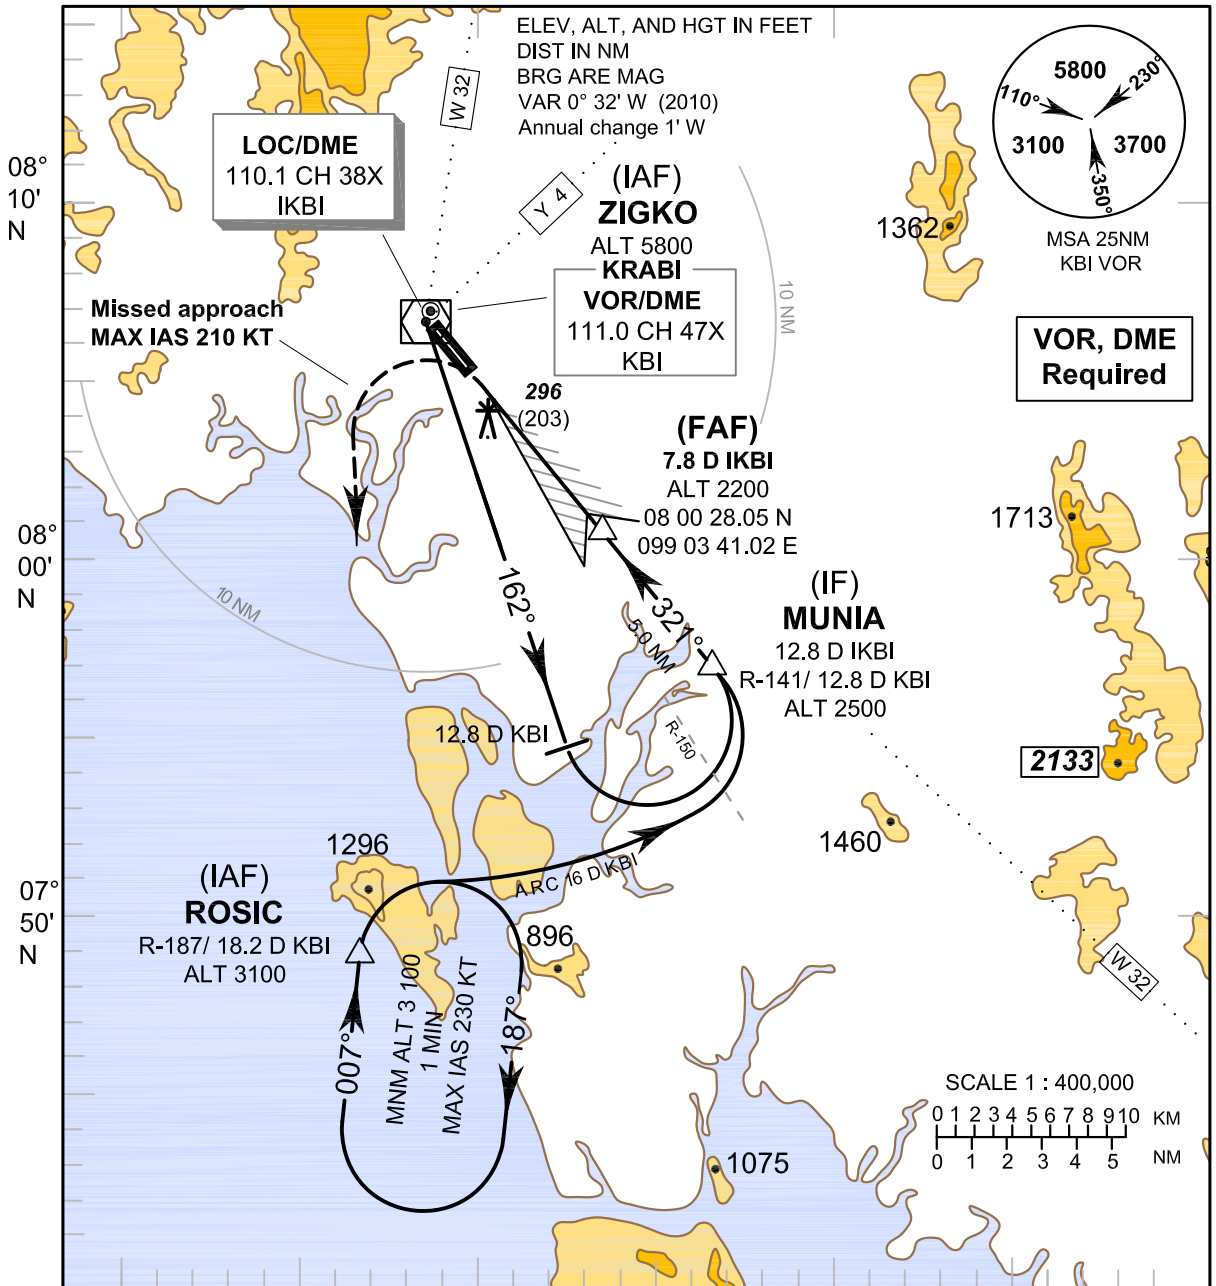 ELEV, ALT, AND HGT IN FEET
DIST IN NM
BRG ARE MAG
VAR 0° 32' W (2010)
Annual change 1' W
W 32
Y 4
LOC/DME
110.1 CH 38X
IKBI
(IAF)
ZIGKO
ALT 5800
KRABI
VOR/DME
111.0 CH 47X
KBI
5800
110°
230°
3100
3700
350°
MSA 25NM
KBI VOR
08°
10'
N
1362
10 NM
Missed approach
MAX IAS 210 KT
VOR, DME
Required
296
(203)
(FAF)
7.8 D IKBI
ALT 2200
08 00 28.05 N
099 03 41.02 E
1713
08°
00'
N
10 NM
162°
321°
5.0 NM
(IF)
MUNIA
12.8 D IKBI
R-141/ 12.8 D KBI
ALT 2500
12.8 D KBI
R-150
2133
1460
1296
ARC 16 D KBI
(IAF)
ROSIC
R-187/ 18.2 D KBI
ALT 3100
07°
50'
N
896
W 32
007°
MNM ALT 3 100
1 MIN
MAX IAS 230 KT
187°
1075
SCALE 1 : 400,000
0 1 2 3 4 5 6 7 8 9 10 KM
0 1 2 3 4 5 NM